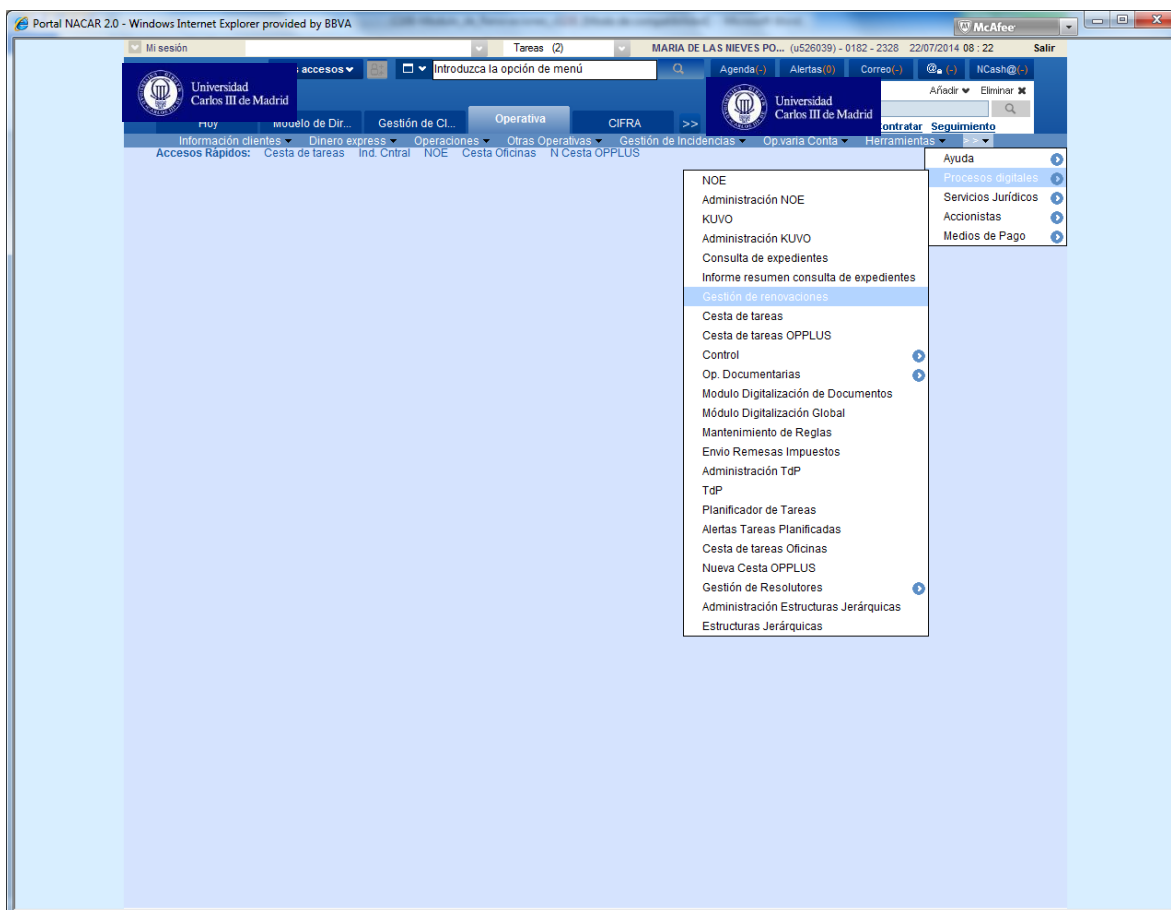 Portal NACAR 2.0 - Windows Internet Explorer provided by BBVA
McAfee
Mi sesión Tareas (2) MARIA DE LAS NIEVES PO... (u526039) - 0182 - 2328 22/07/2014 08 : 22 Salir
accesos Introduzca la opción de menú Agenda(-) Alertas(0) Correo(-) (-) NCash@(-)
Universidad
Carlos III de Madrid
Universidad
Carlos III de Madrid
Añadir Eliminar
Hoy Modelo de Dir... Gestión de Cl... Operativa CIFRA >> contratar Seguimiento
Información clientes Dinero express Operaciones Otras Operativas Gestión de Incidencias Op.varia Conta Herramientas >>
Accesos Rápidos: Cesta de tareas Ind. Cntral NOE Cesta Oficinas N Cesta OPPLUS
Ayuda
Procesos digitales
Servicios Jurídicos
Accionistas
Medios de Pago
NOE
Administración NOE
KUVO
Administración KUVO
Consulta de expedientes
Informe resumen consulta de expedientes
Gestión de renovaciones
Cesta de tareas
Cesta de tareas OPPLUS
Control
Op. Documentarias
Modulo Digitalización de Documentos
Módulo Digitalización Global
Mantenimiento de Reglas
Envio Remesas Impuestos
Administración TdP
TdP
Planificador de Tareas
Alertas Tareas Planificadas
Cesta de tareas Oficinas
Nueva Cesta OPPLUS
Gestión de Resolutores
Administración Estructuras Jerárquicas
Estructuras Jerárquicas